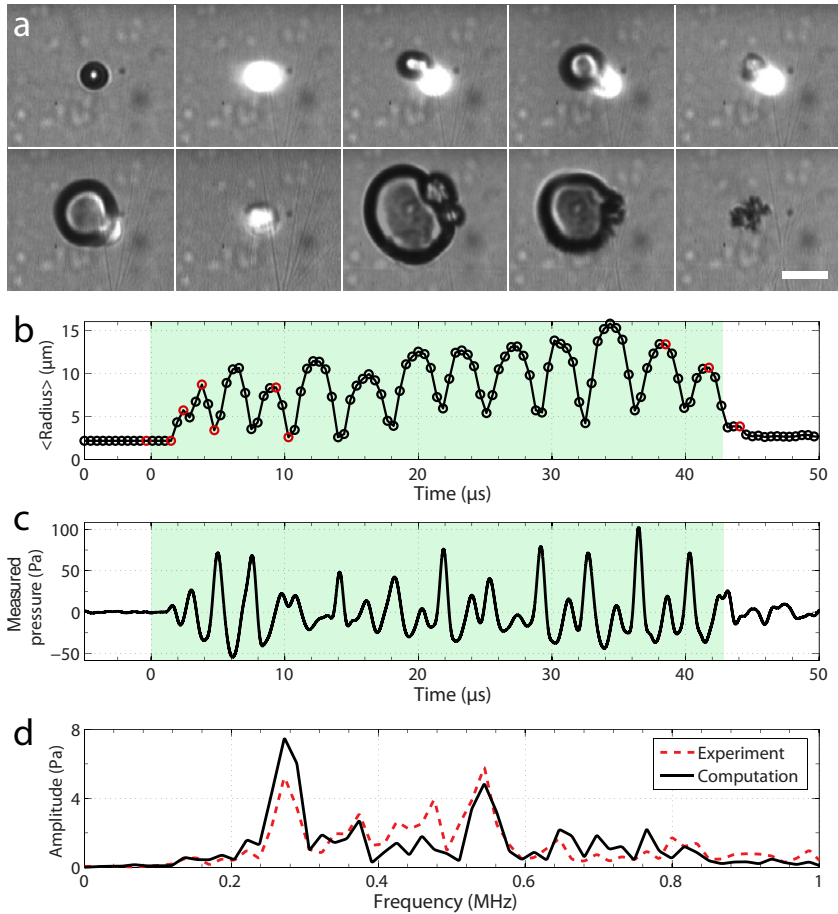 a
b
<Radius> (μm)
15
10
5
0
0
10
20
30
40
50
Time (μs)
c
Measured
pressure (Pa)
100
50
0
−50
0
10
20
30
40
50
Time (μs)
d
Amplitude (Pa)
8
4
0
Experiment
Computation
0
0.2
0.4
0.6
0.8
1
Frequency (MHz)